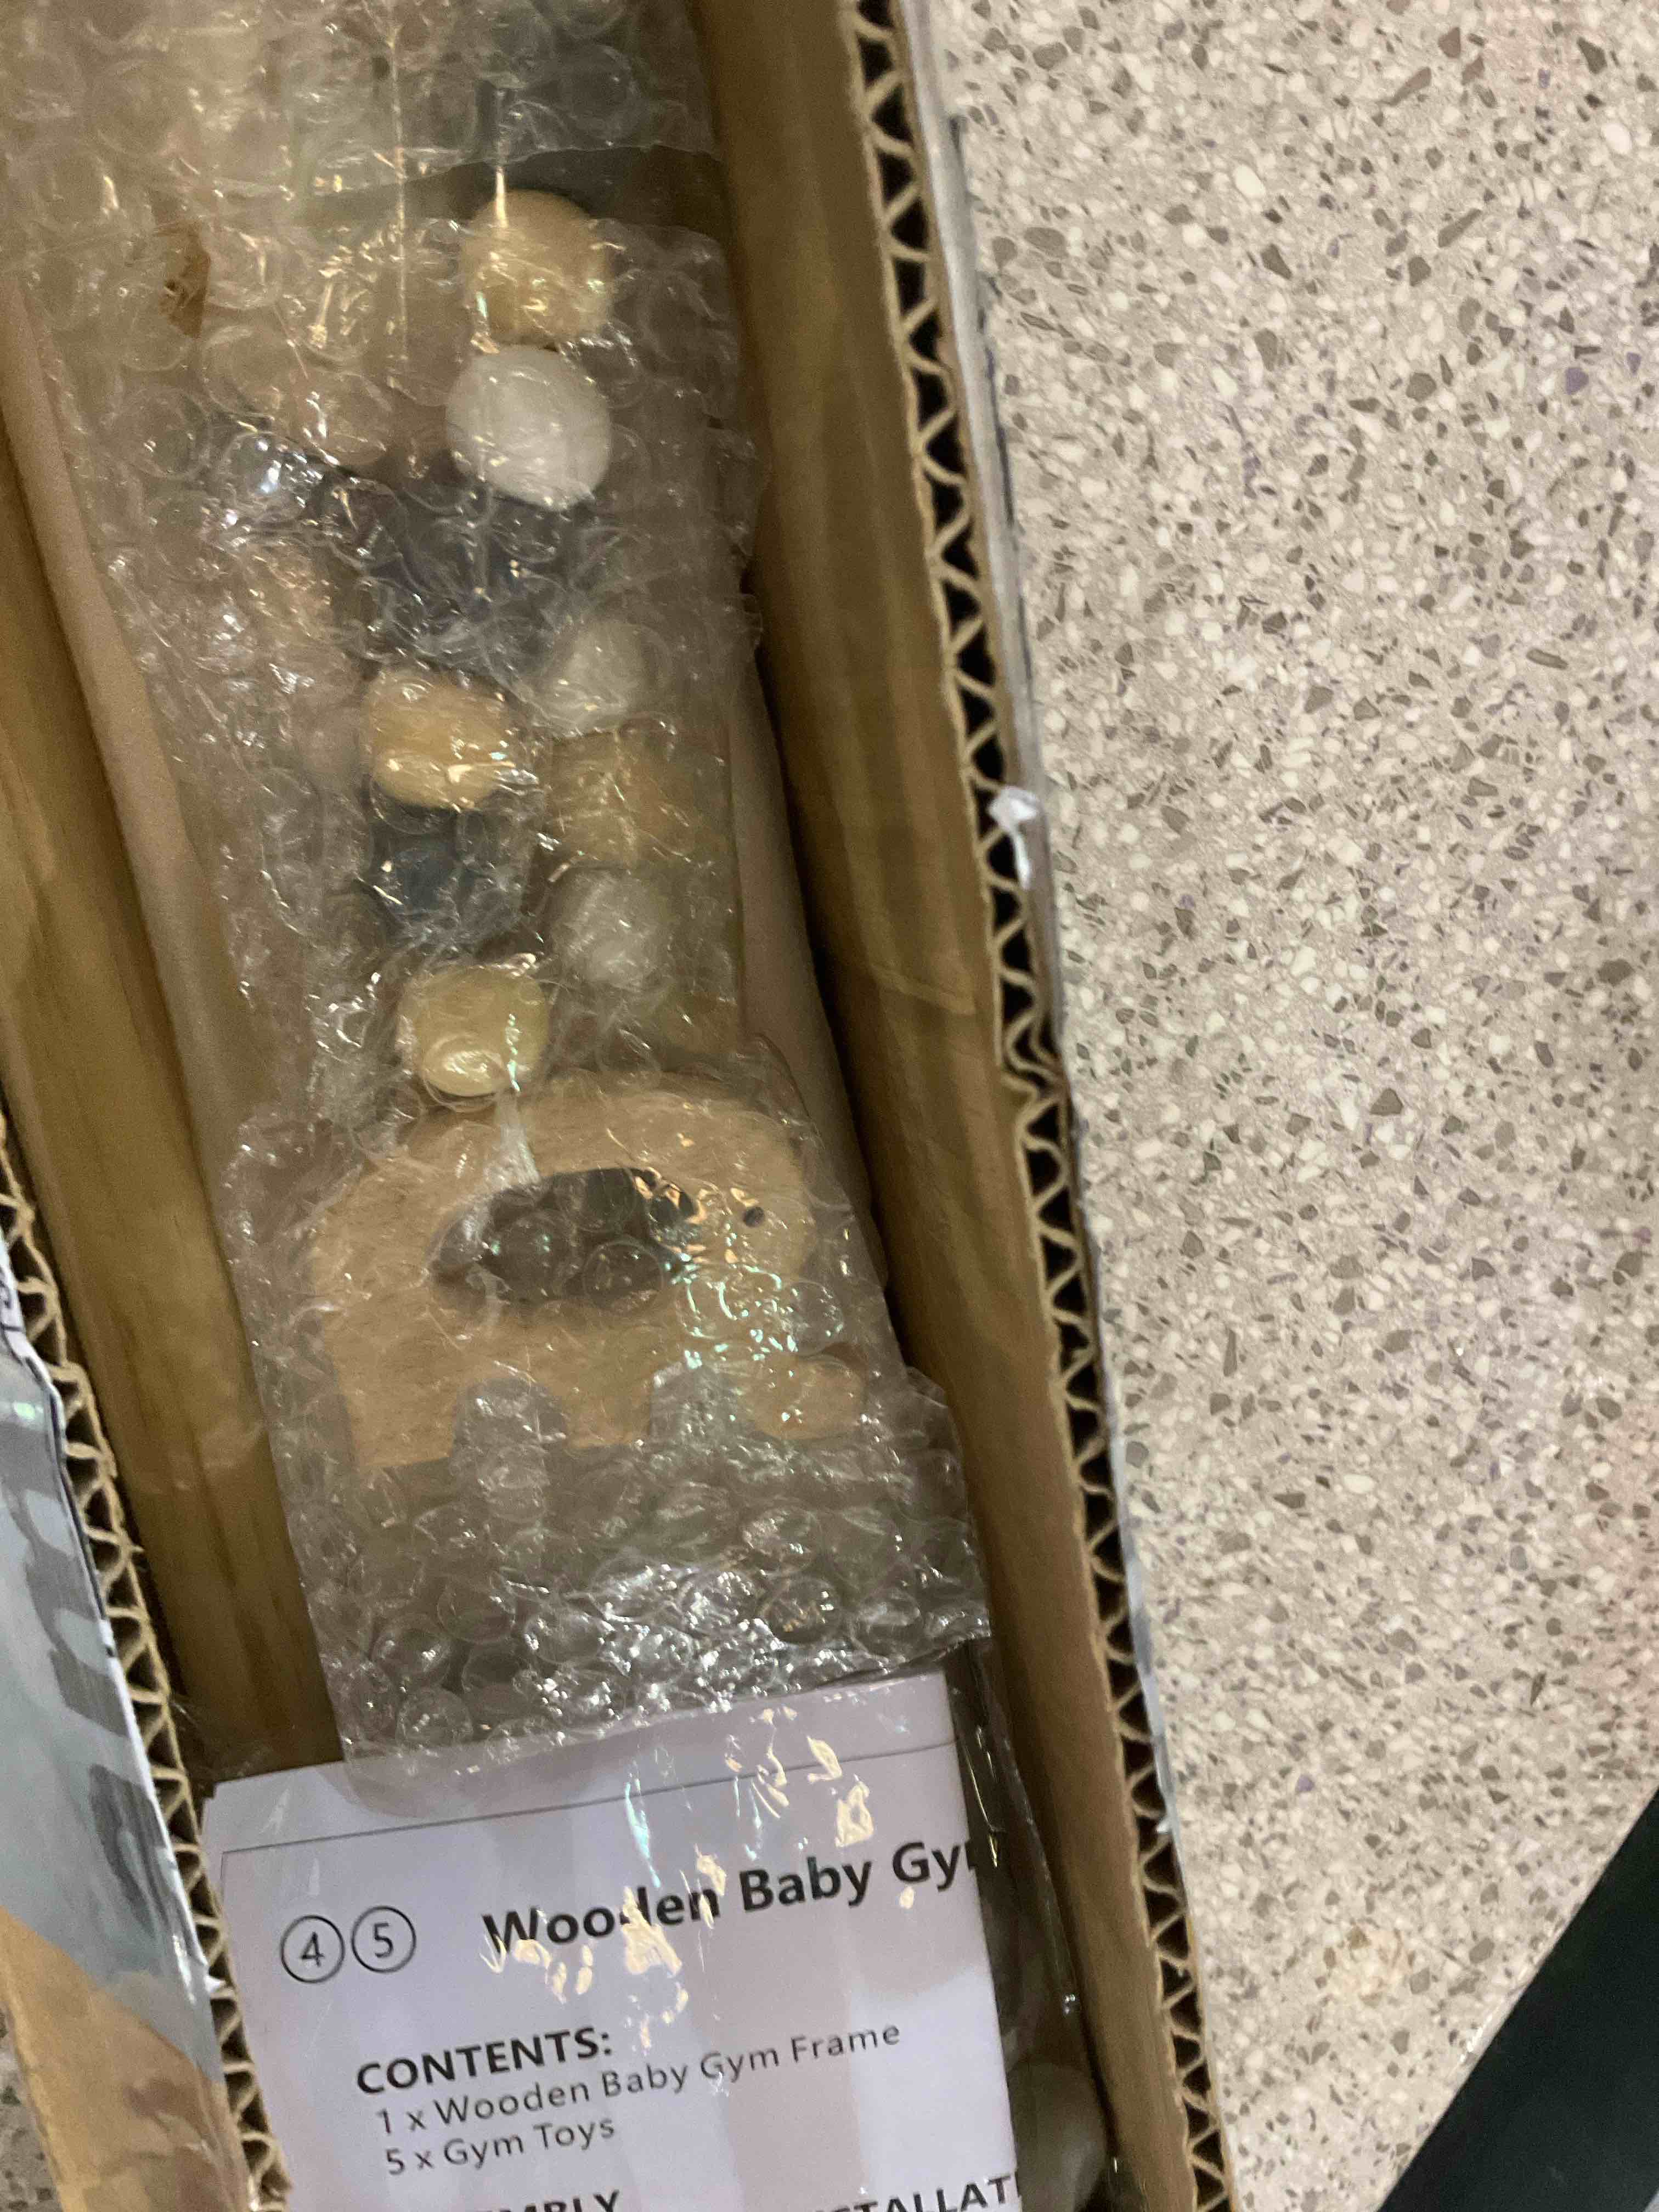 ④⑤ Wooden Baby Gy
CONTENTS:
1 x Wooden Baby Gym Frame
5 x Gym Toys